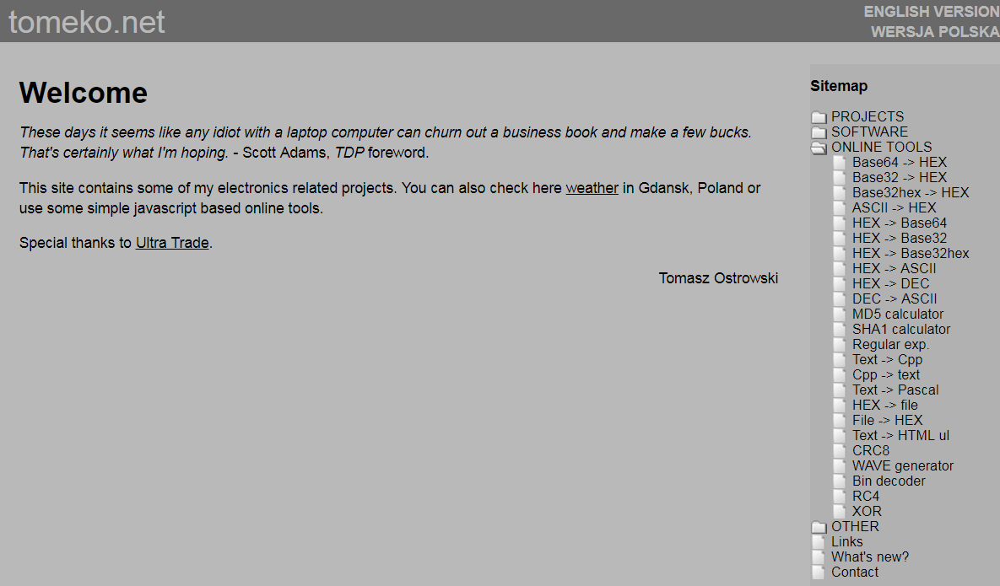 tomeko.net
ENGLISH VERSION
WERSJA POLSKA
Welcome
These days it seems like any idiot with a laptop computer can churn out a business book and make a few bucks.
That's certainly what I'm hoping. - Scott Adams, TDP foreword.
This site contains some of my electronics related projects. You can also check here weather in Gdansk, Poland or
use some simple javascript based online tools.
Special thanks to Ultra Trade.
Tomasz Ostrowski
Sitemap
PROJECTS
SOFTWARE
ONLINE TOOLS
Base64 -> HEX
Base32 -> HEX
Base32hex -> HEX
ASCII -> HEX
HEX -> Base64
HEX -> Base32
HEX -> Base32hex
HEX -> ASCII
HEX -> DEC
DEC -> ASCII
MD5 calculator
SHA1 calculator
Regular exp.
Text -> Cpp
Cpp -> text
Text -> Pascal
HEX -> file
File -> HEX
Text -> HTML ul
CRC8
WAVE generator
Bin decoder
RC4
XOR
OTHER
Links
What's new?
Contact